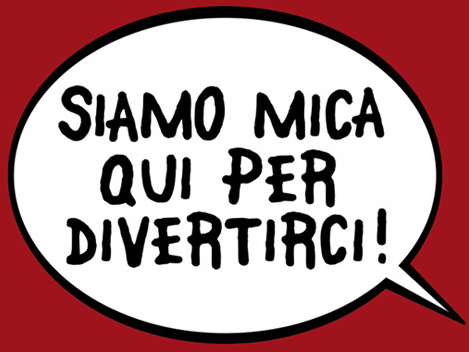 SIAMO MICA
QUI PER
DIVERTIRCI!